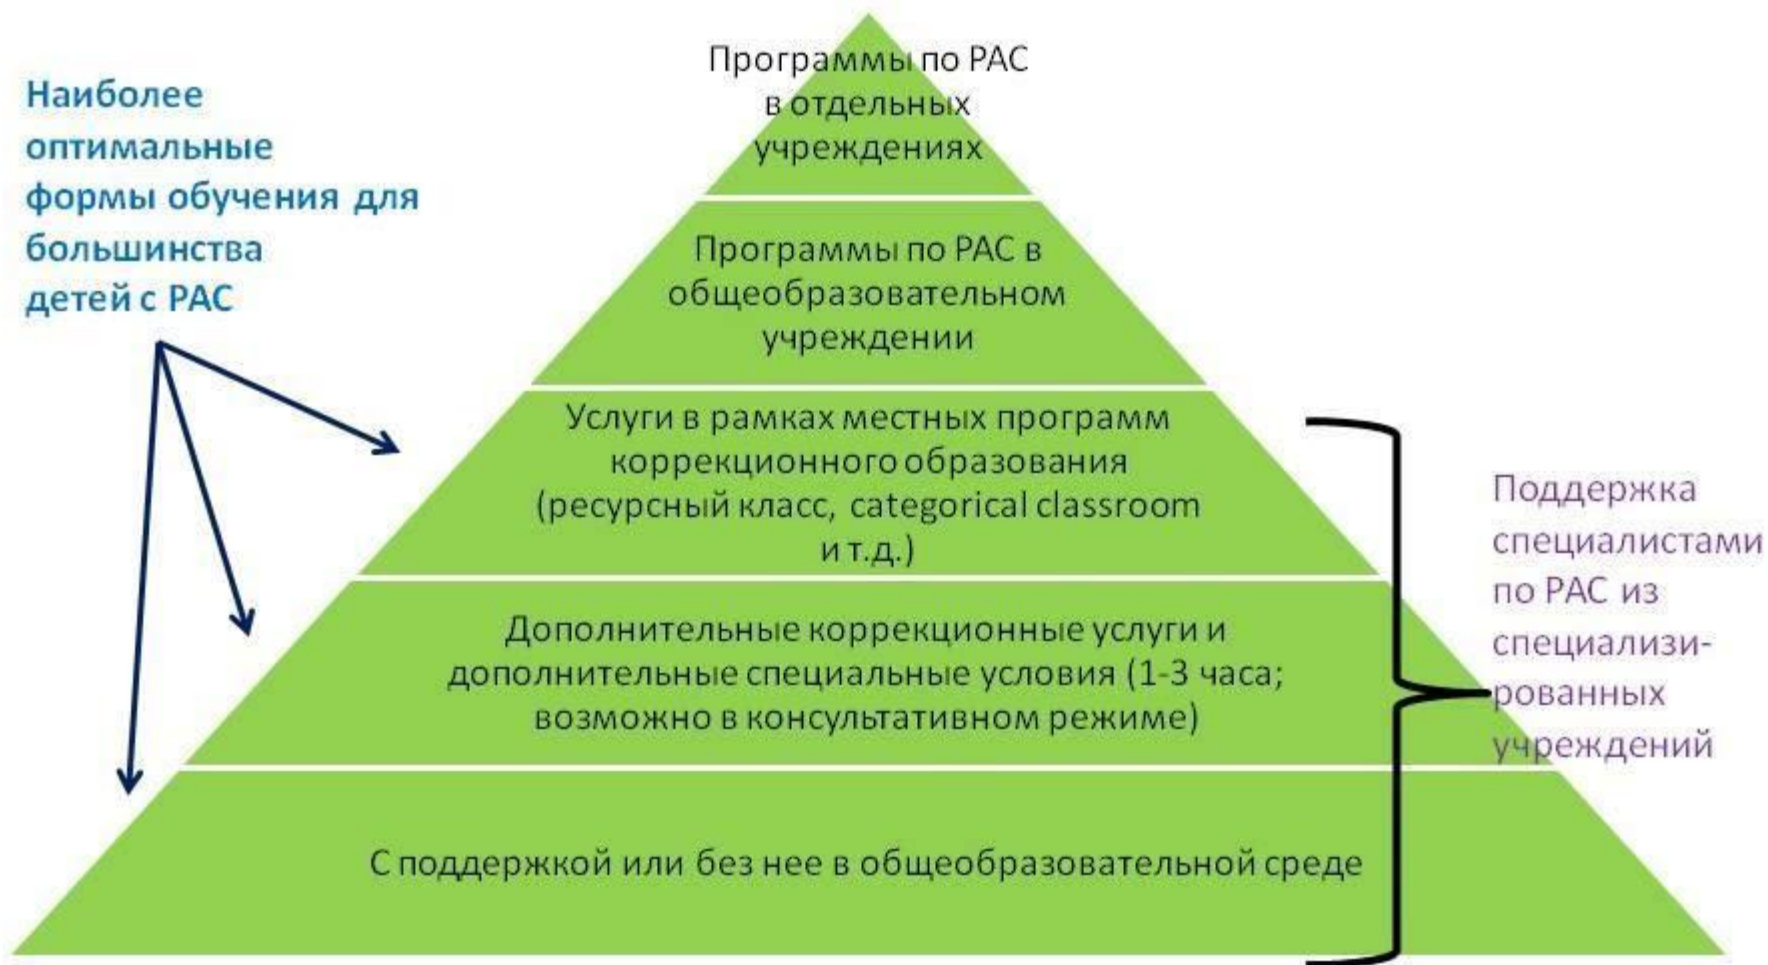 Наиболее
оптимальные
формы обучения для
большинства
детей с РАС
Программы по РАС
в отдельных
учреждениях
Программы по РАС в
общеобразовательном
учреждении
Услуги в рамках местных программ
коррекционного образования
(ресурсный класс, categorical classroom
и т.д.)
Дополнительные коррекционные услуги и
дополнительные специальные условия (1-3 часа;
возможно в консультативном режиме)
С поддержкой или без нее в общеобразовательной среде
Поддержка
специалистами
по РАС из
специализи-
рованных
учреждений